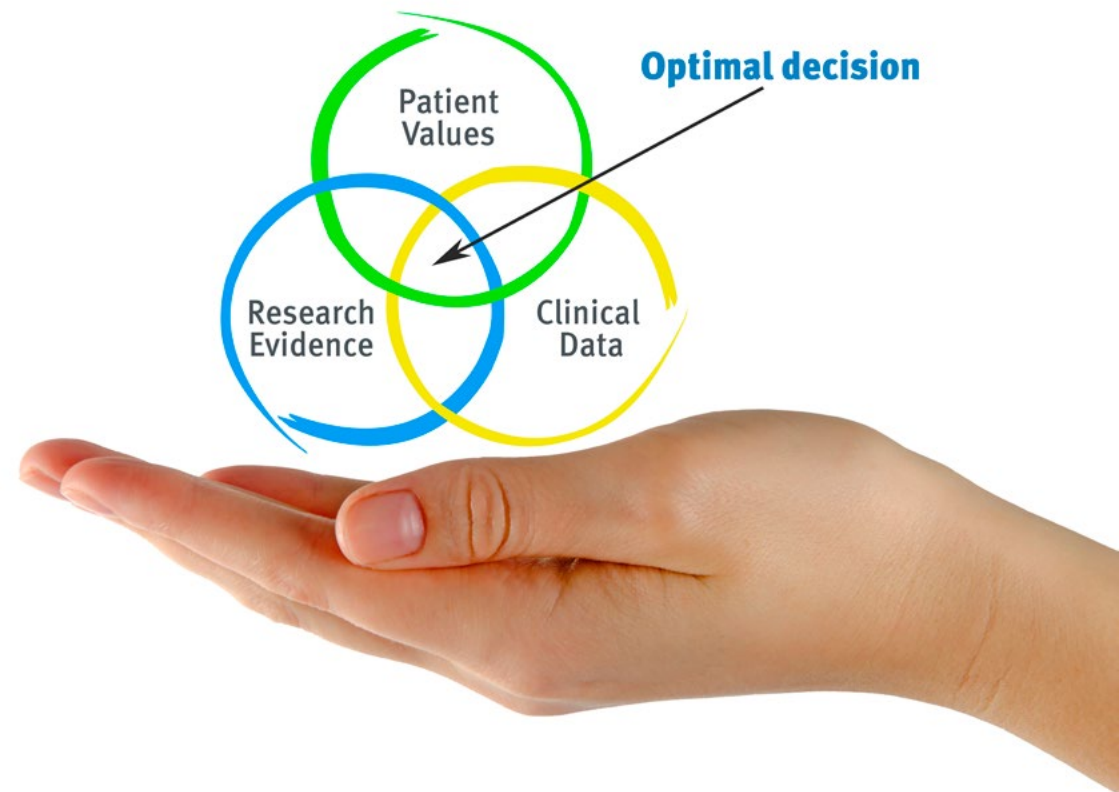 Optimal decision
Patient
Values
Research
Evidence
Clinical
Data